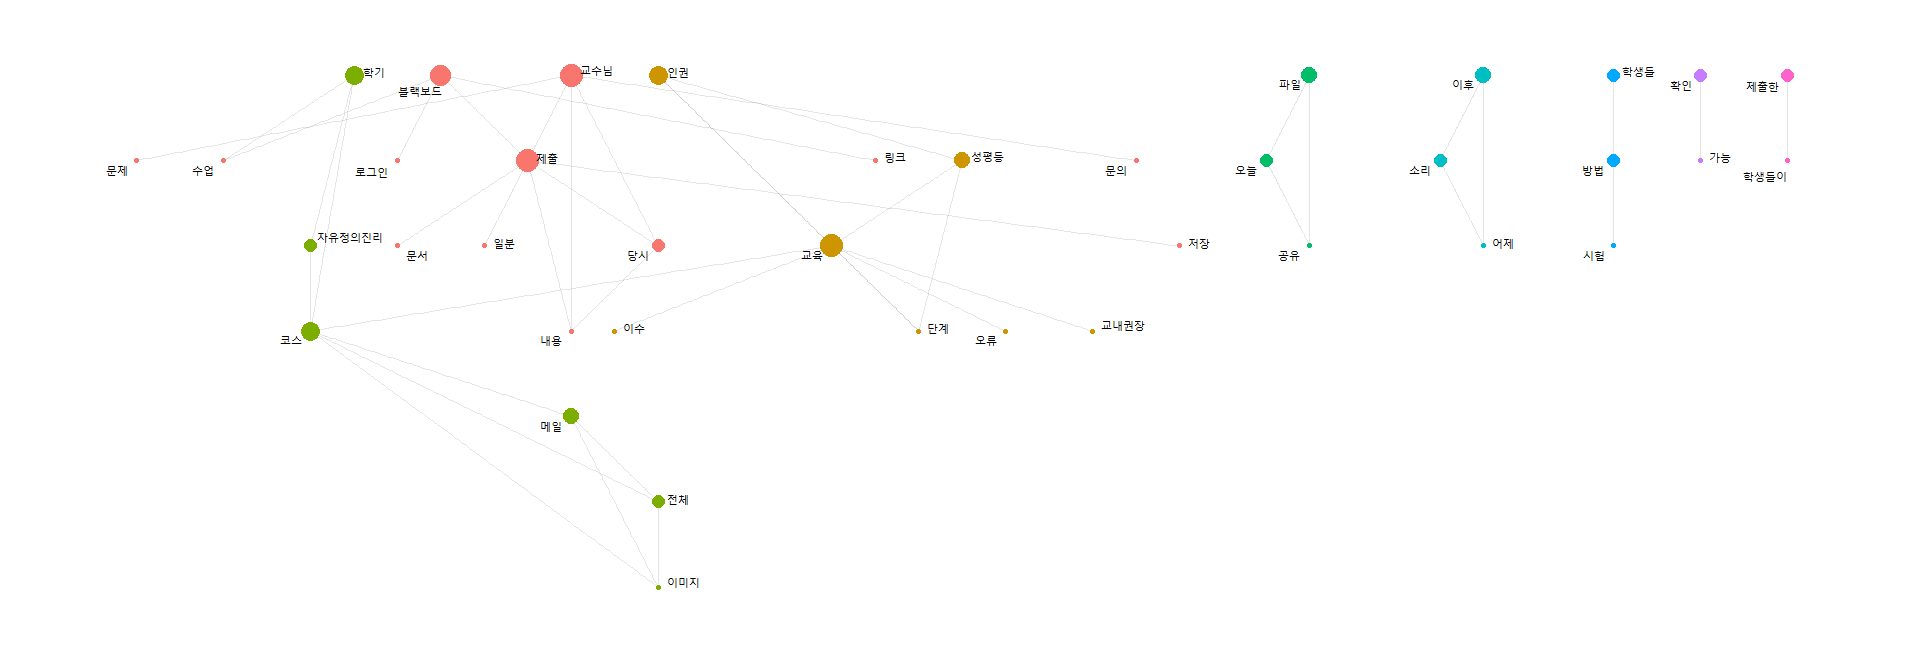 학기
블랙보드
교수님
인권
파일
이후
학생들
확인
제출한
문제
수업
로그인
제출
링크
성평등
문의
오늘
소리
방법
가능
학생들이
자유정의진리
문서
일분
당시
교육
저장
공유
어제
시험
코스
내용
이수
단계
오류
교내권장
메일
전체
이미지